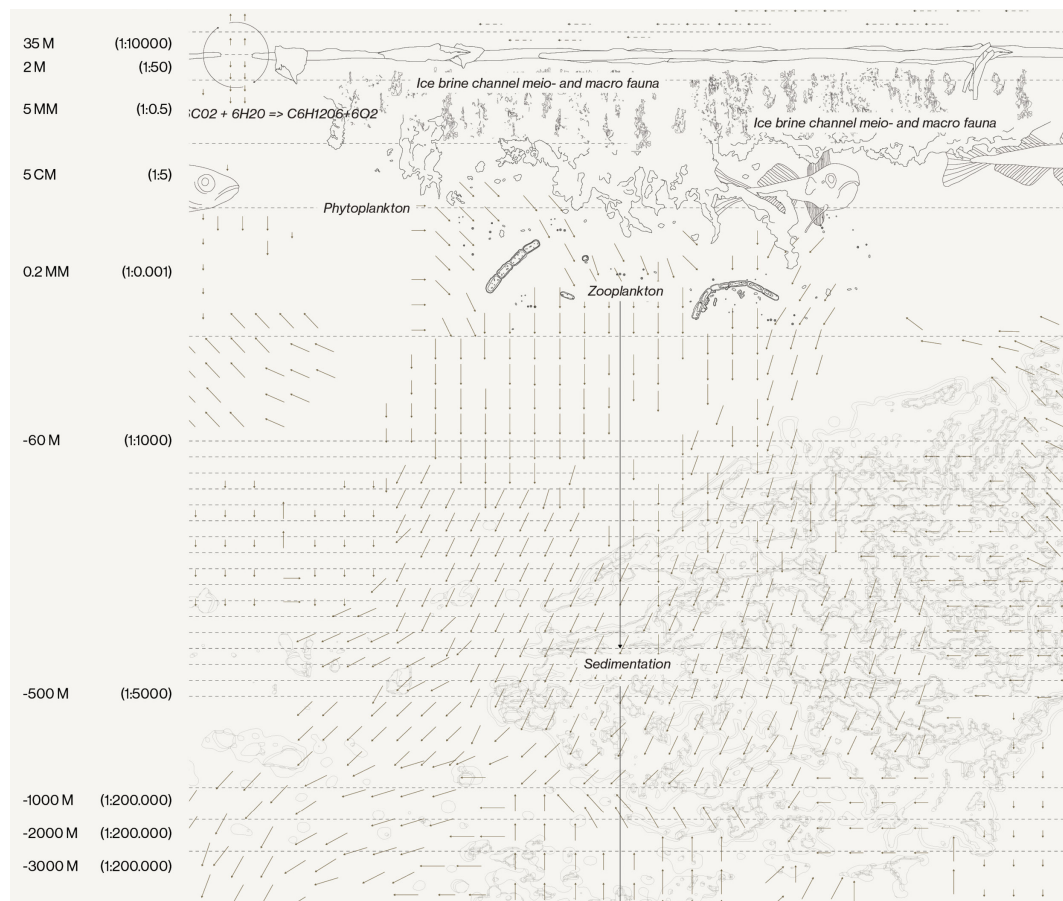 35 M (1:10000)
2 M (1:50)
Ice brine channel meio- and macro fauna
5 MM (1:0.5)
CO2 + 6H20 => C6H1206+6O2
Ice brine channel meio- and macro fauna
5 CM (1:5)
Phytoplankton
0.2 MM (1:0.001)
Zooplankton
-60 M (1:1000)
Sedimentation
-500 M (1:5000)
-1000 M (1:200.000)
-2000 M (1:200.000)
-3000 M (1:200.000)